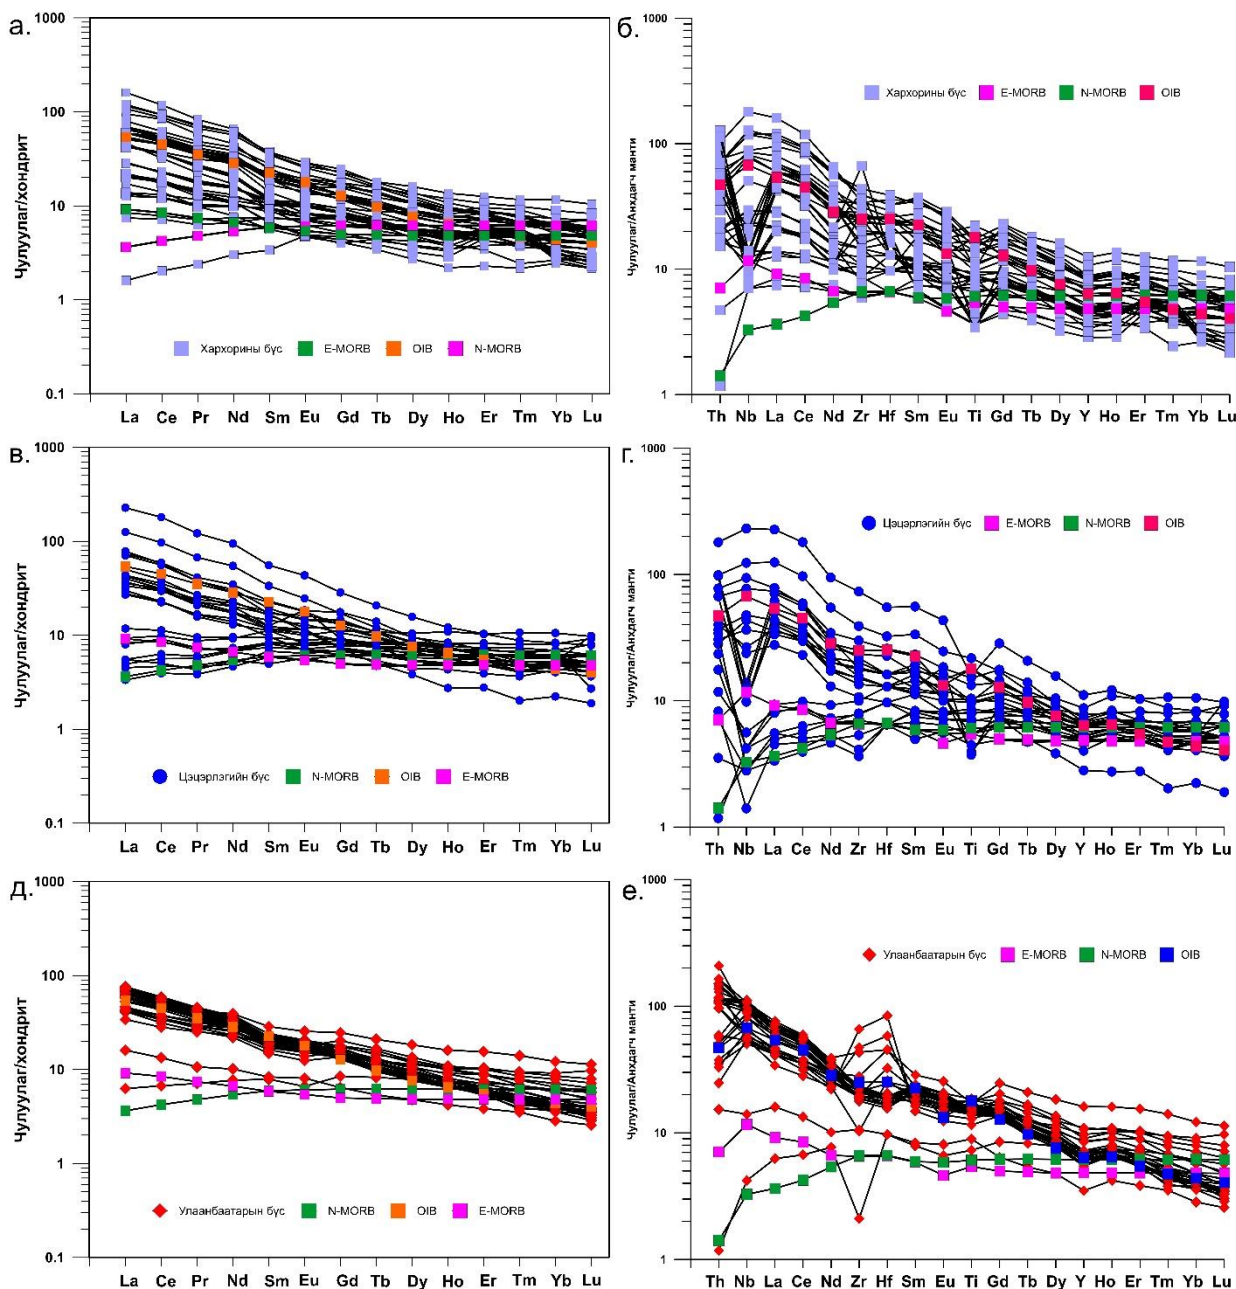 а.
1000
100
10
1
0.1
Чулуулаг/хондрит
Хархорины бүс E-MORB OIB N-MORB
La Ce Pr Nd Sm Eu Gd Tb Dy Ho Er Tm Yb Lu
б.
1000
100
10
1
Чулуулаг/Анхдагч манти
Хархорины бүс E-MORB N-MORB OIB
Th Nb La Ce Nd Zr Hf Sm Eu Ti Gd Tb Dy Y Ho Er Tm Yb Lu
в.
1000
100
10
1
0.1
Чулуулаг/хондрит
Цэцэрлэгийн бүс N-MORB OIB E-MORB
La Ce Pr Nd Sm Eu Gd Tb Dy Ho Er Tm Yb Lu
г.
1000
100
10
1
Чулуулаг/Анхдагч манти
Цэцэрлэгийн бүс E-MORB N-MORB OIB
Th Nb La Ce Nd Zr Hf Sm Eu Ti Gd Tb Dy Y Ho Er Tm Yb Lu
д.
1000
100
10
1
0.1
Чулуулаг/хондрит
Улаанбаатарын бүс N-MORB OIB E-MORB
La Ce Pr Nd Sm Eu Gd Tb Dy Ho Er Tm Yb Lu
е.
1000
100
10
1
Чулуулаг/Анхдагч манти
Улаанбаатарын бүс E-MORB N-MORB OIB
Th Nb La Ce Nd Zr Hf Sm Eu Ti Gd Tb Dy Y Ho Er Tm Yb Lu